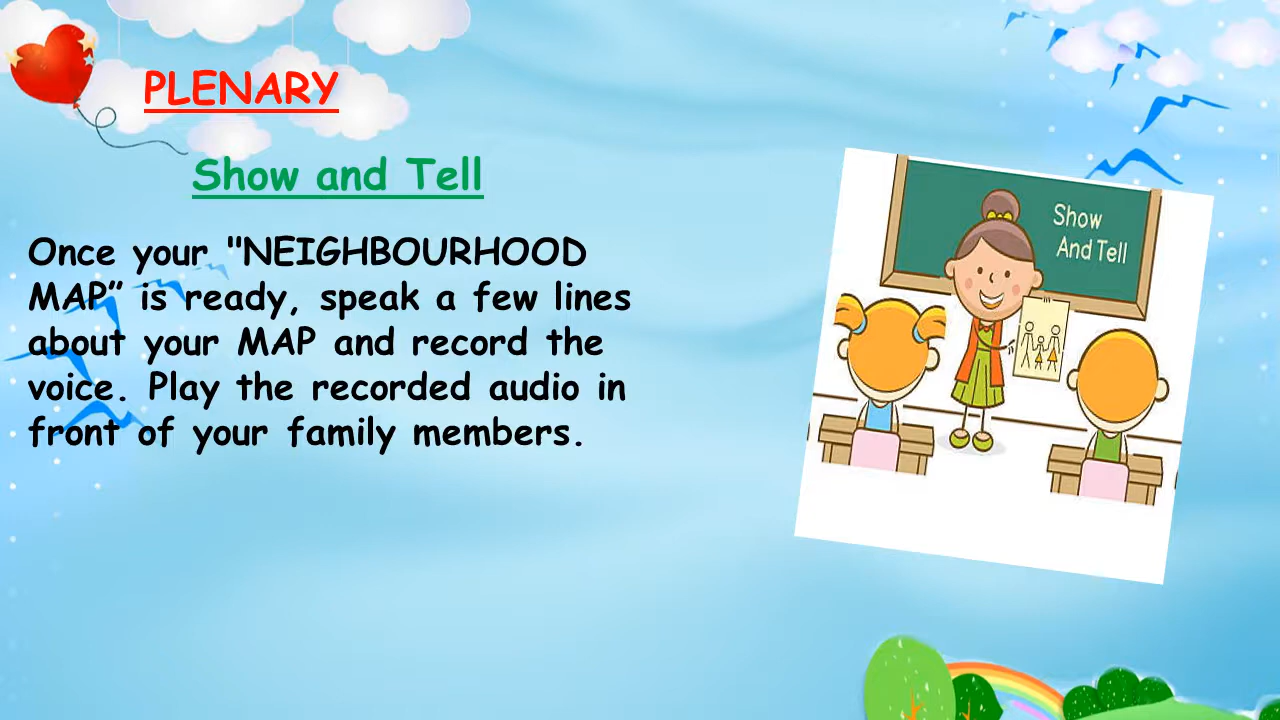 PLENARY
Show and Tell
Once your "NEIGHBOURHOOD
MAP” is ready, speak a few lines
about your MAP and record the
voice. Play the recorded audio in
front of your family members.
Show
And Tell